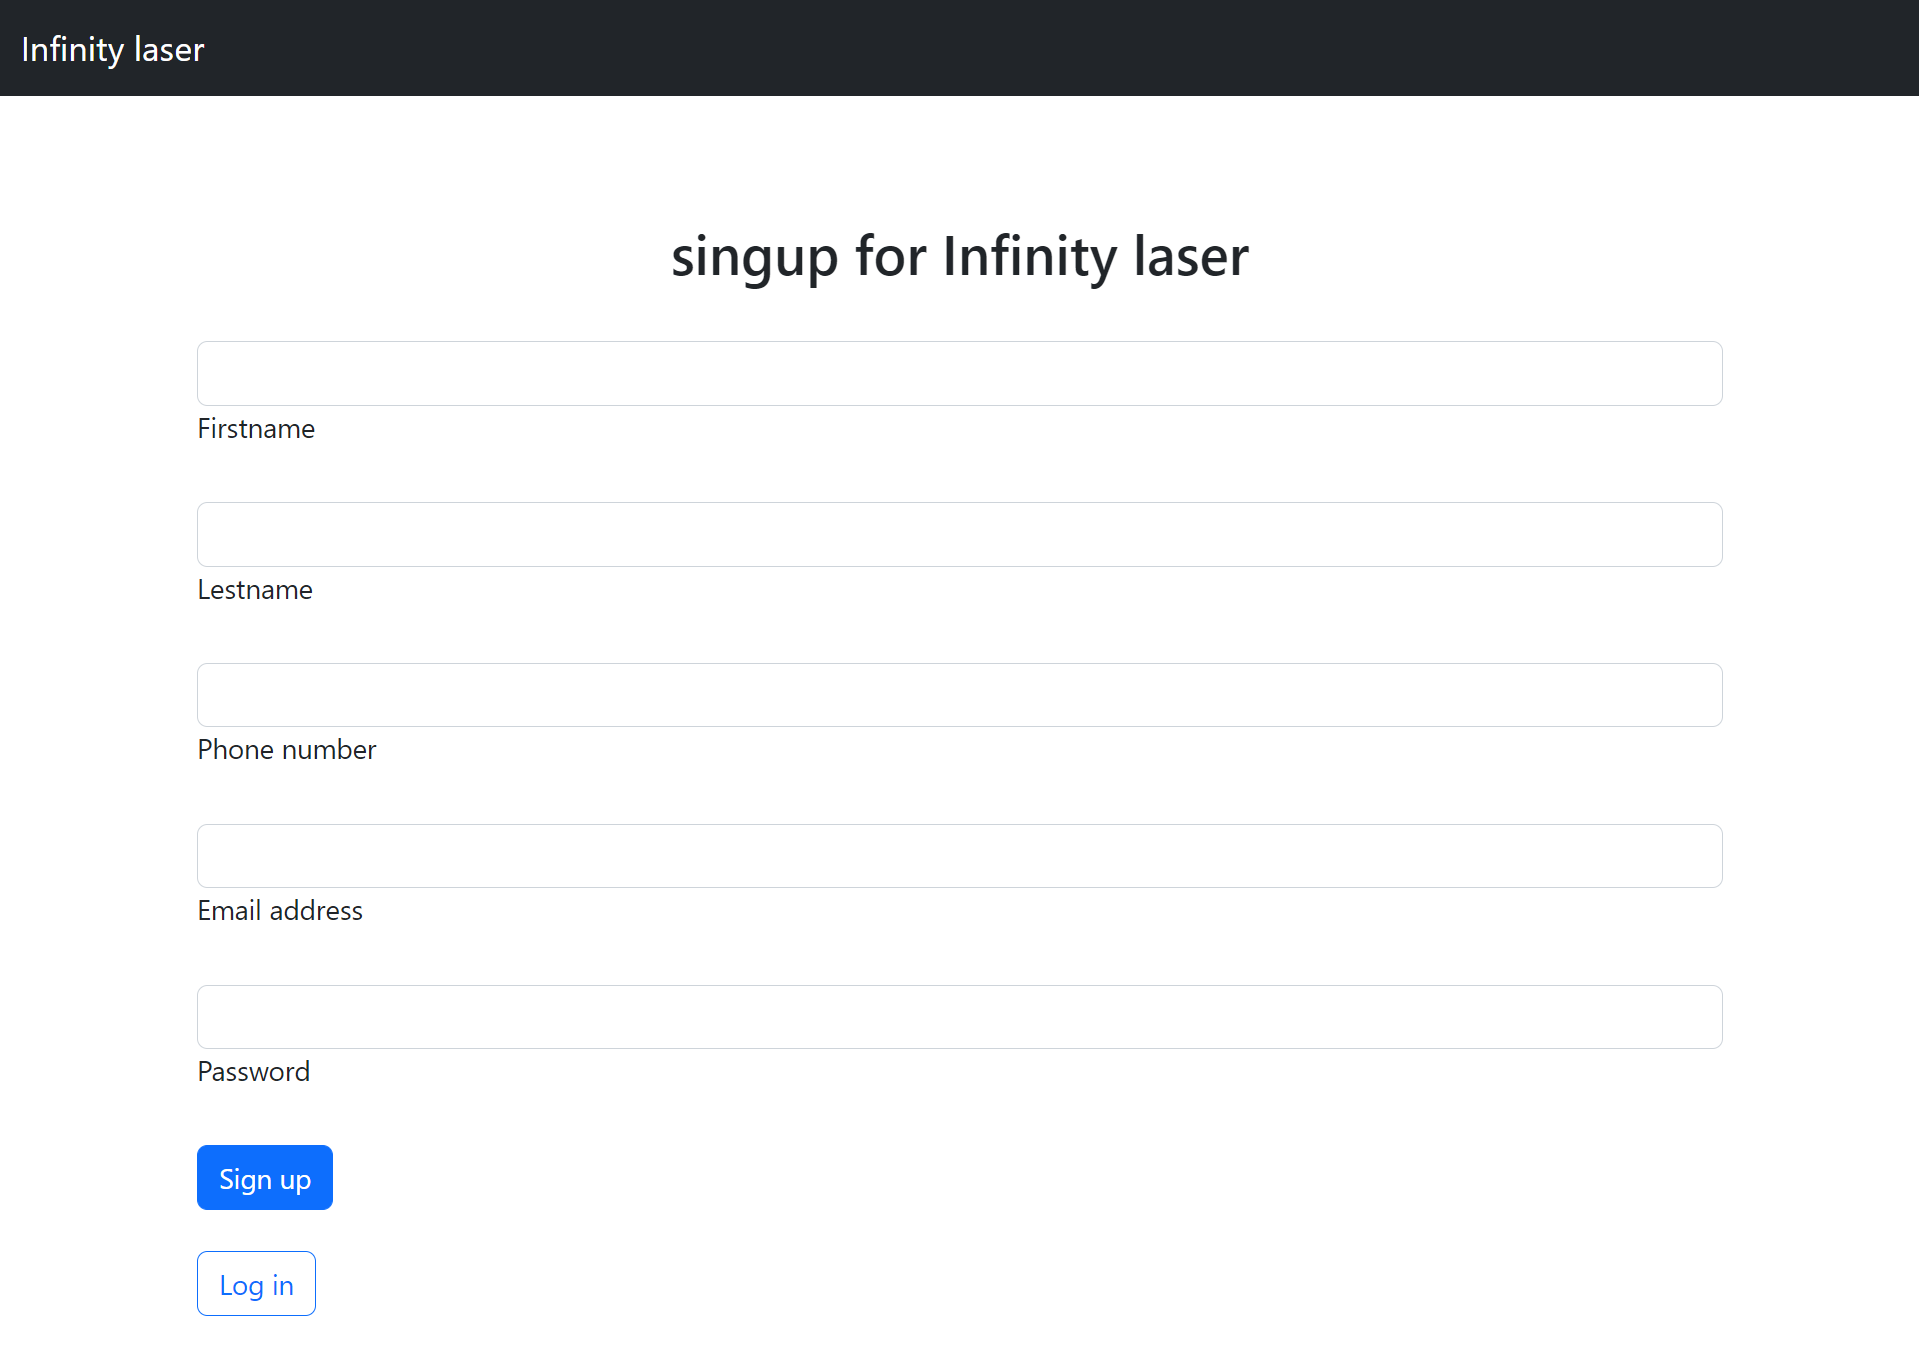 Infinity laser
singup for Infinity laser
Firstname
Lestname
Phone number
Email address
Password
Sign up
Log in